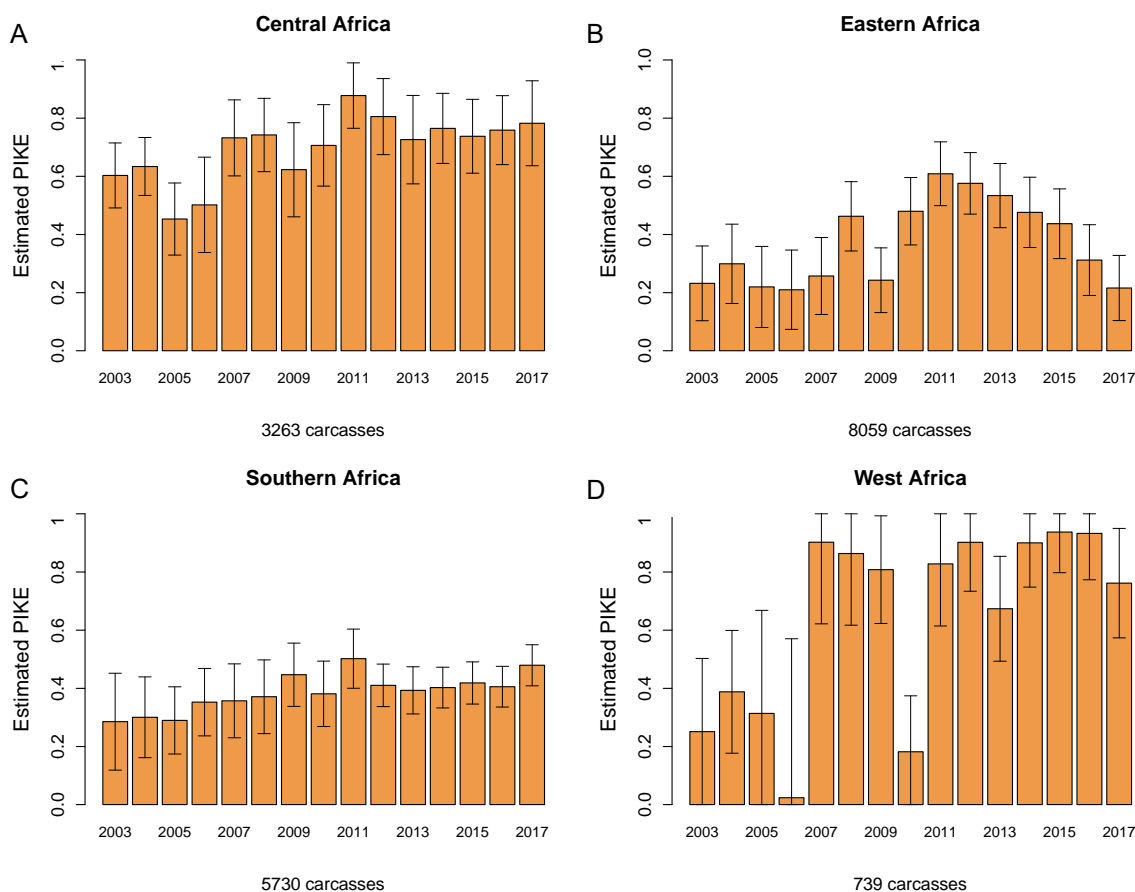 A
Central Africa
Estimated PIKE
0.0 0.2 0.4 0.6 0.8 1.
2003 2005 2007 2009 2011 2013 2015 2017
3263 carcasses
B
Eastern Africa
Estimated PIKE
0.0 0.2 0.4 0.6 0.8 1.0
2003 2005 2007 2009 2011 2013 2015 2017
8059 carcasses
C
Southern Africa
Estimated PIKE
0.0 0.2 0.4 0.6 0.8 1
2003 2005 2007 2009 2011 2013 2015 2017
5730 carcasses
D
West Africa
Estimated PIKE
0.0 0.2 0.4 0.6 0.8 1
2003 2005 2007 2009 2011 2013 2015 2017
739 carcasses